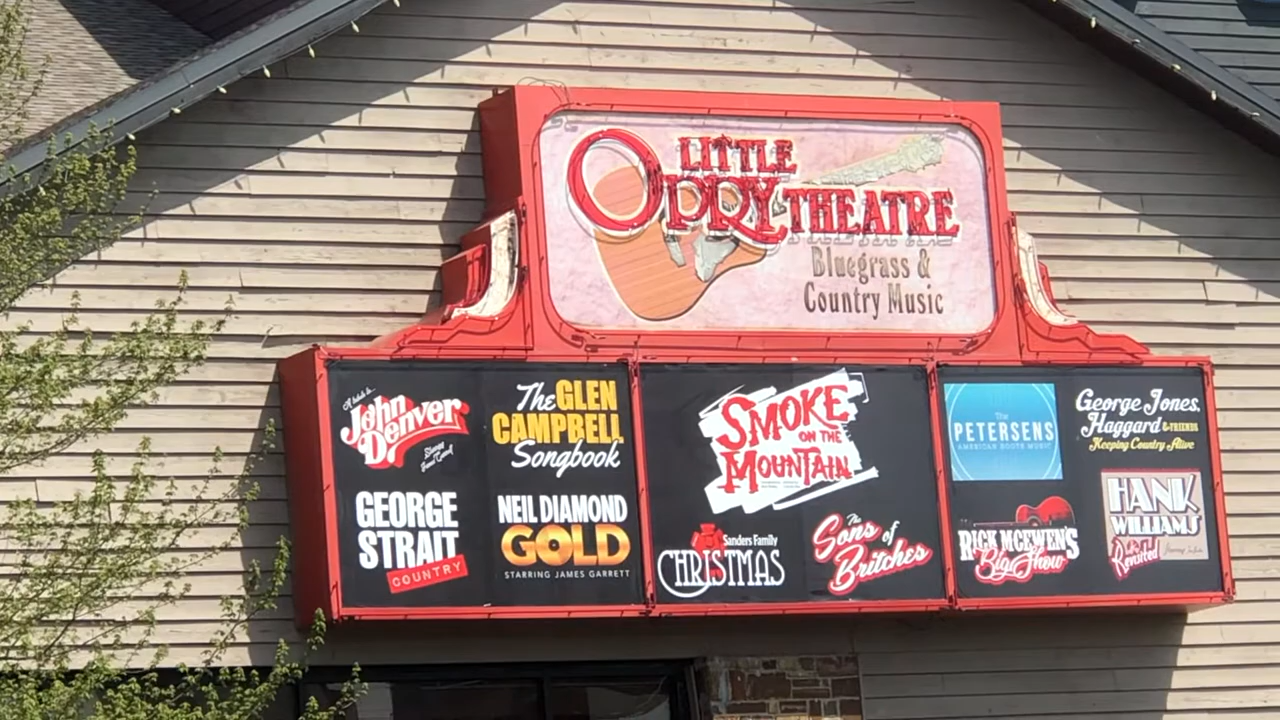 LITTLE
OPRY THEATRE
Bluegrass &
Country Music
A Tribute to
John
Denver
THE GLEN
CAMPBELL
Songbook
GEORGE
STRAIT
COUNTRY
NEIL DIAMOND
GOLD
STARRING JAMES GARRETT
SMOKE
ON THE
MOUNTAIN
Sanders Family
CHRISTMAS
The
Sons of
Britches
The
PETERSENS
AMERICAN ROOTS MUSIC
George Jones,
Haggard & FRIENDS
Keeping Country Alive
RICK MCEWEN'S
Big Show
HANK
WILLIAMS
Revisited